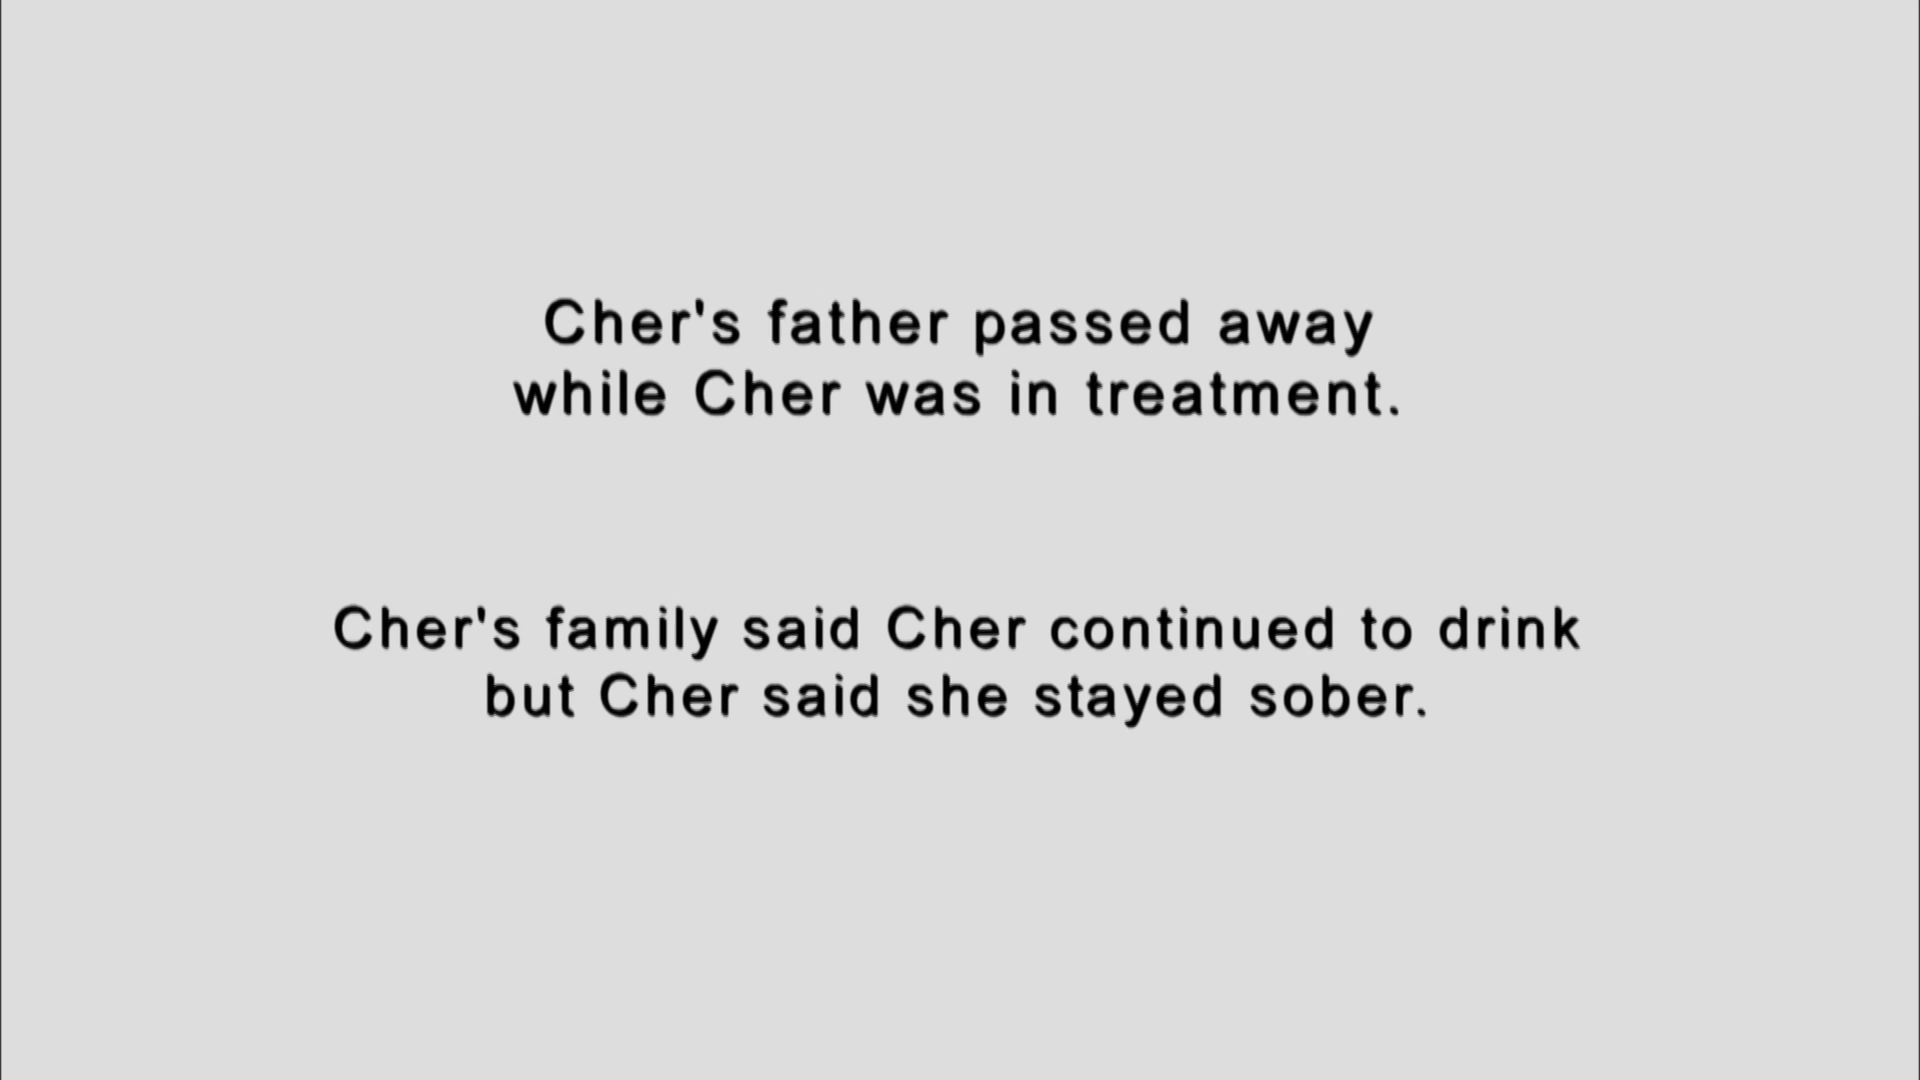 Cher's father passed away
while Cher was in treatment.
Cher's family said Cher continued to drink
but Cher said she stayed sober.